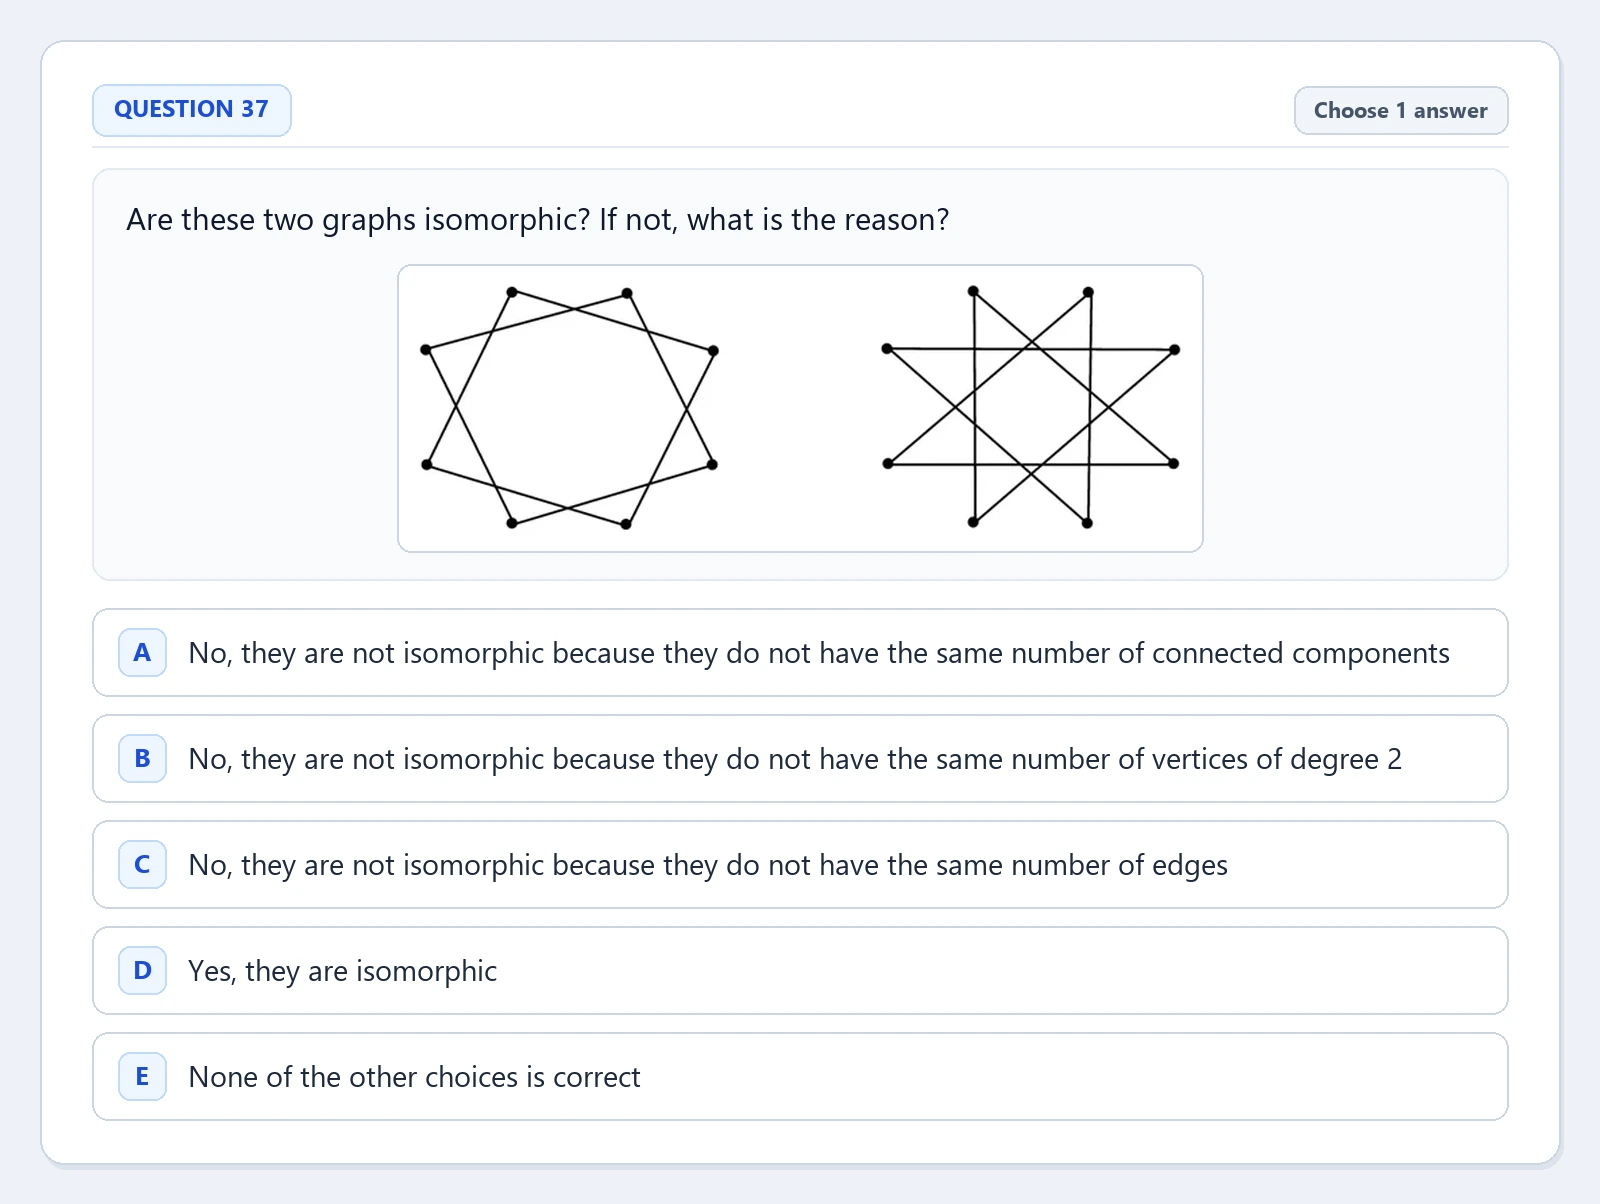 QUESTION 37
Choose 1 answer
Are these two graphs isomorphic? If not, what is the reason?
A No, they are not isomorphic because they do not have the same number of connected components
B No, they are not isomorphic because they do not have the same number of vertices of degree 2
C No, they are not isomorphic because they do not have the same number of edges
D Yes, they are isomorphic
E None of the other choices is correct